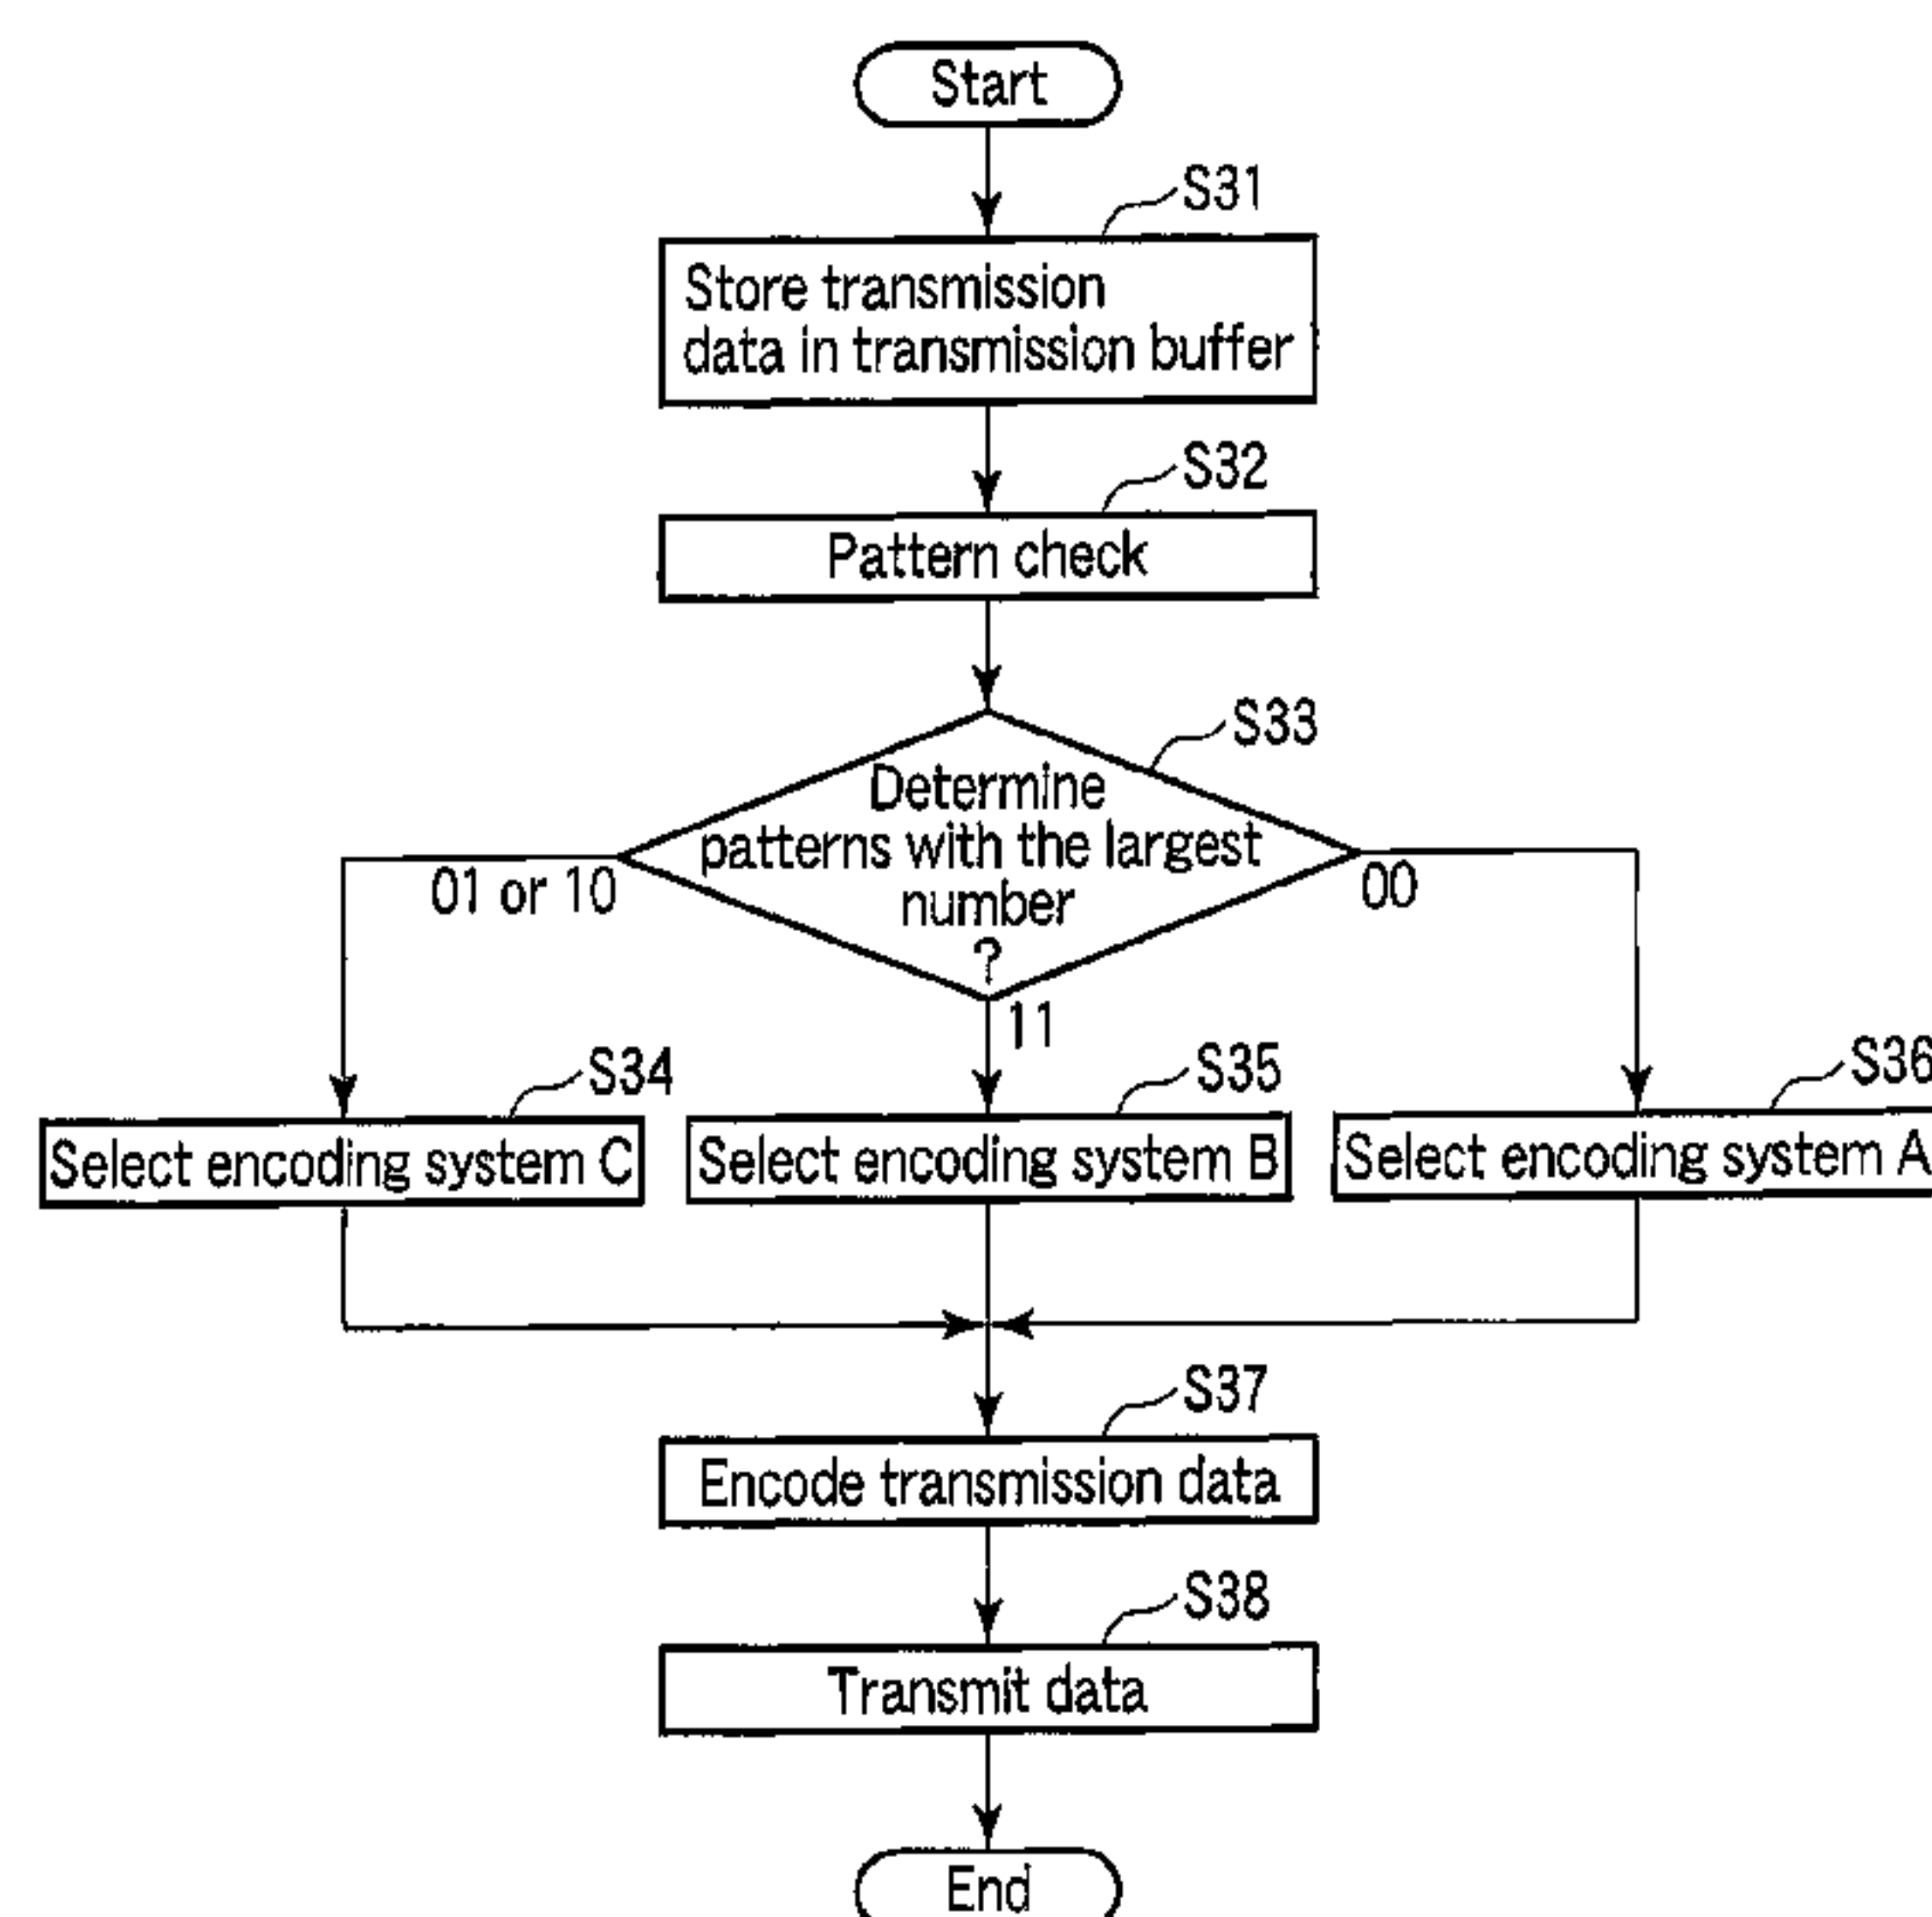 Start
S31
Store transmission
data in transmission buffer
S32
Pattern check
S33
Determine
patterns with the largest
number
?
01 or 10
00
11
S34
S35
S36
Select encoding system C
Select encoding system B
Select encoding system A
S37
Encode transmission data
S38
Transmit data
End